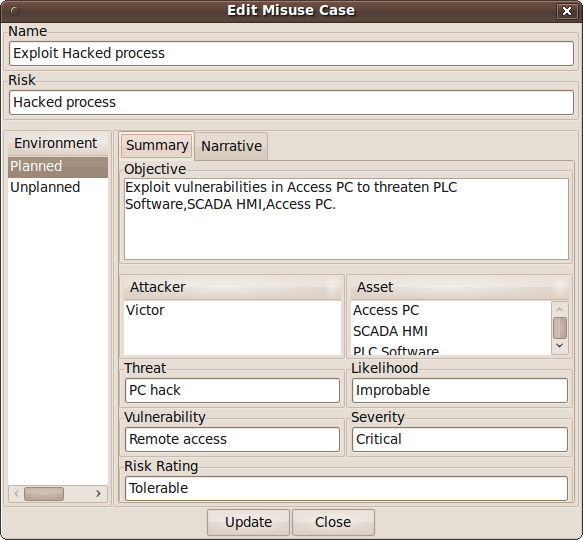 Edit Misuse Case
Name
Exploit Hacked process
Risk
Hacked process
Environment
Planned
Unplanned
Summary
Narrative
Objective
Exploit vulnerabilities in Access PC to threaten PLC
Software,SCADA HMI,Access PC.
Attacker
Victor
Asset
Access PC
SCADA HMI
PLC Software
Threat
PC hack
Likelihood
Improbable
Vulnerability
Remote access
Severity
Critical
Risk Rating
Tolerable
Update
Close